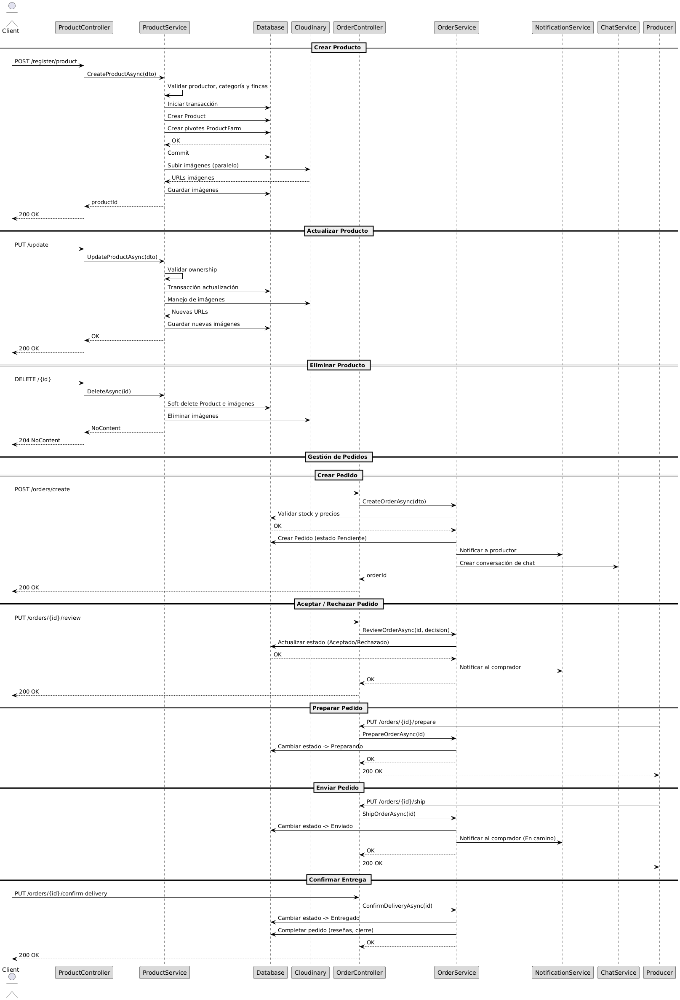 Client
ProductController
ProductService
Database
Cloudinary
OrderController
OrderService
NotificationService
ChatService
Producer
Crear Producto
POST /register/product
CreateProductAsync(dto)
Validar productor, categoría y fincas
Iniciar transacción
Crear Product
Crear pivotes ProductFarm
OK
Commit
Subir imágenes (paralelo)
URLs imágenes
Guardar imágenes
productId
200 OK
Actualizar Producto
PUT /update
UpdateProductAsync(dto)
Validar ownership
Transacción actualización
Manejo de imágenes
Nuevas URLs
Guardar nuevas imágenes
OK
200 OK
Eliminar Producto
DELETE /{id}
DeleteAsync(id)
Soft-delete Product e imágenes
Eliminar imágenes
NoContent
204 NoContent
Gestión de Pedidos
Crear Pedido
POST /orders/create
CreateOrderAsync(dto)
Validar stock y precios
OK
Crear Pedido (estado Pendiente)
Notificar a productor
Crear conversación de chat
orderId
200 OK
Aceptar / Rechazar Pedido
PUT /orders/{id}/review
ReviewOrderAsync(id, decision)
Actualizar estado (Aceptado/Rechazado)
OK
Notificar al comprador
OK
200 OK
Preparar Pedido
PUT /orders/{id}/prepare
PrepareOrderAsync(id)
Cambiar estado -> Preparando
OK
200 OK
Enviar Pedido
PUT /orders/{id}/ship
ShipOrderAsync(id)
Cambiar estado -> Enviado
Notificar al comprador (En camino)
OK
200 OK
Confirmar Entrega
PUT /orders/{id}/confirm-delivery
ConfirmDeliveryAsync(id)
Cambiar estado -> Entregado
Completar pedido (reseñas, cierre)
OK
200 OK
Client
ProductController
ProductService
Database
Cloudinary
OrderController
OrderService
NotificationService
ChatService
Producer